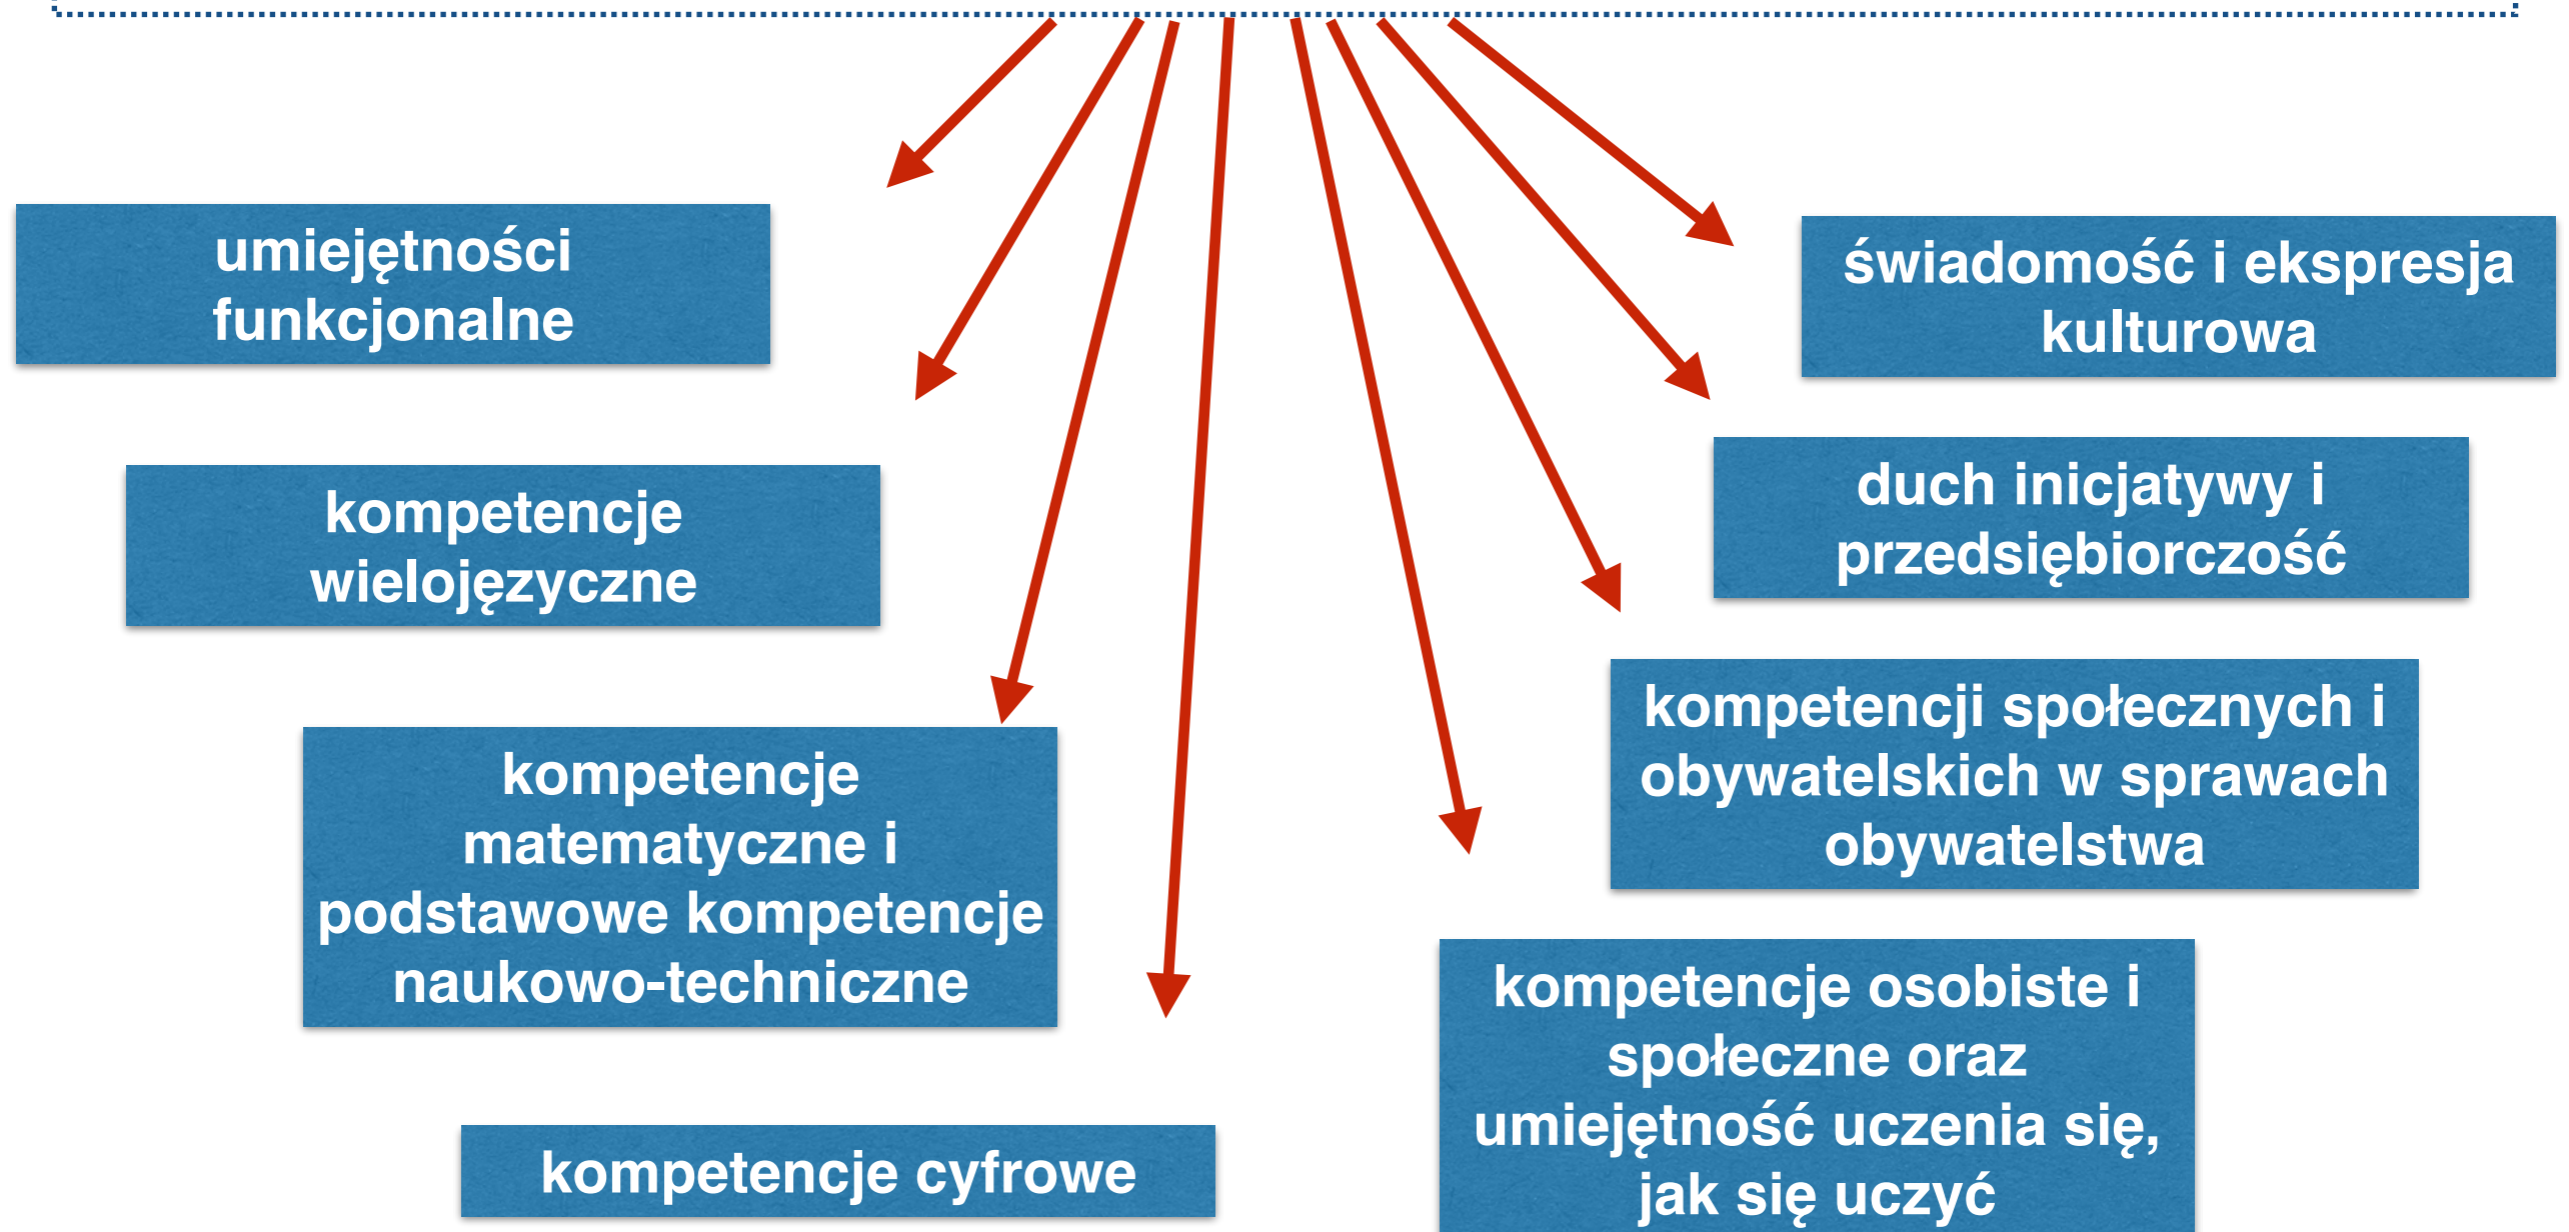 umiejętności
funkcjonalne
kompetencje
wielojęzyczne
kompetencje
matematyczne i
podstawowe kompetencje
naukowo-techniczne
kompetencje cyfrowe
świadomość i ekspresja
kulturowa
duch inicjatywy i
przedsiębiorczość
kompetencji społecznych i
obywatelskich w sprawach
obywatelstwa
kompetencje osobiste i
społeczne oraz
umiejętność uczenia się,
jak się uczyć